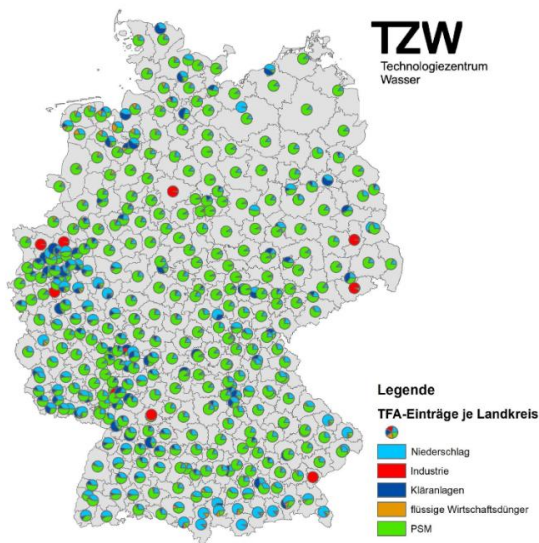 TZW
Technologiezentrum
Wasser
Legende
TFA-Einträge je Landkreis
Niederschlag
Industrie
Kläranlagen
flüssige Wirtschaftsdünger
PSM